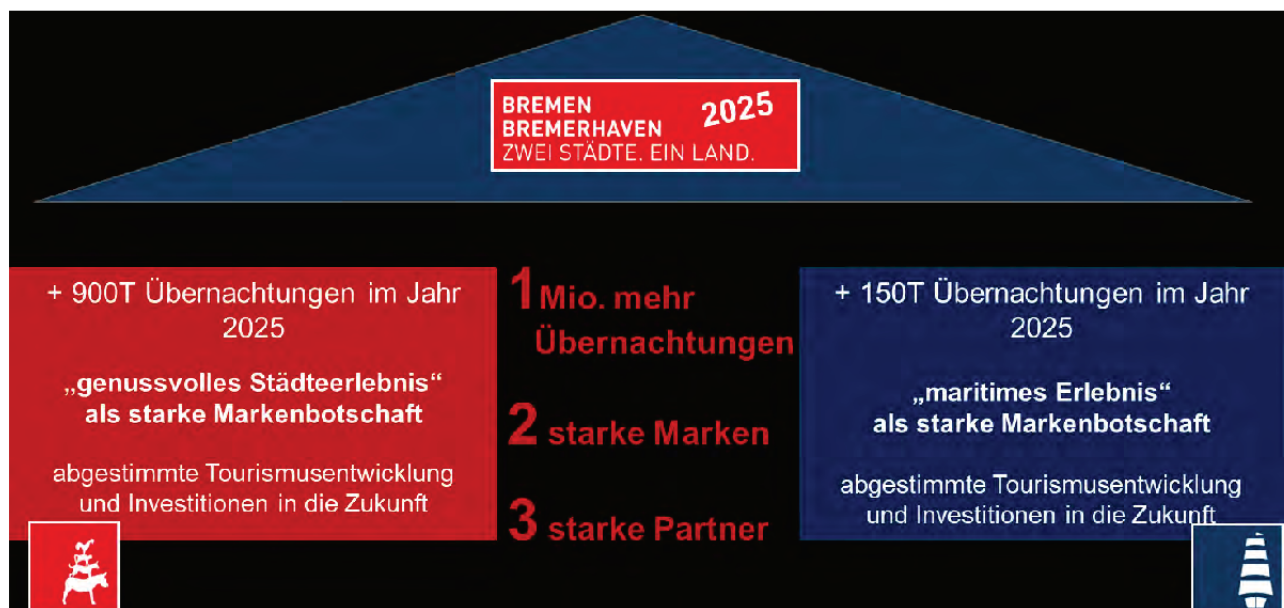 BREMEN 2025
BREMERHAVEN
ZWEI STÄDTE. EIN LAND.
+ 900T Übernachtungen im Jahr
2025
„genussvolles Städteerlebnis“
als starke Markenbotschaft
abgestimmte Tourismusentwicklung
und Investitionen in die Zukunft
1 Mio. mehr
Übernachtungen
2 starke Marken
3 starke Partner
+ 150T Übernachtungen im Jahr
2025
„maritimes Erlebnis“
als starke Markenbotschaft
abgestimmte Tourismusentwicklung
und Investitionen in die Zukunft